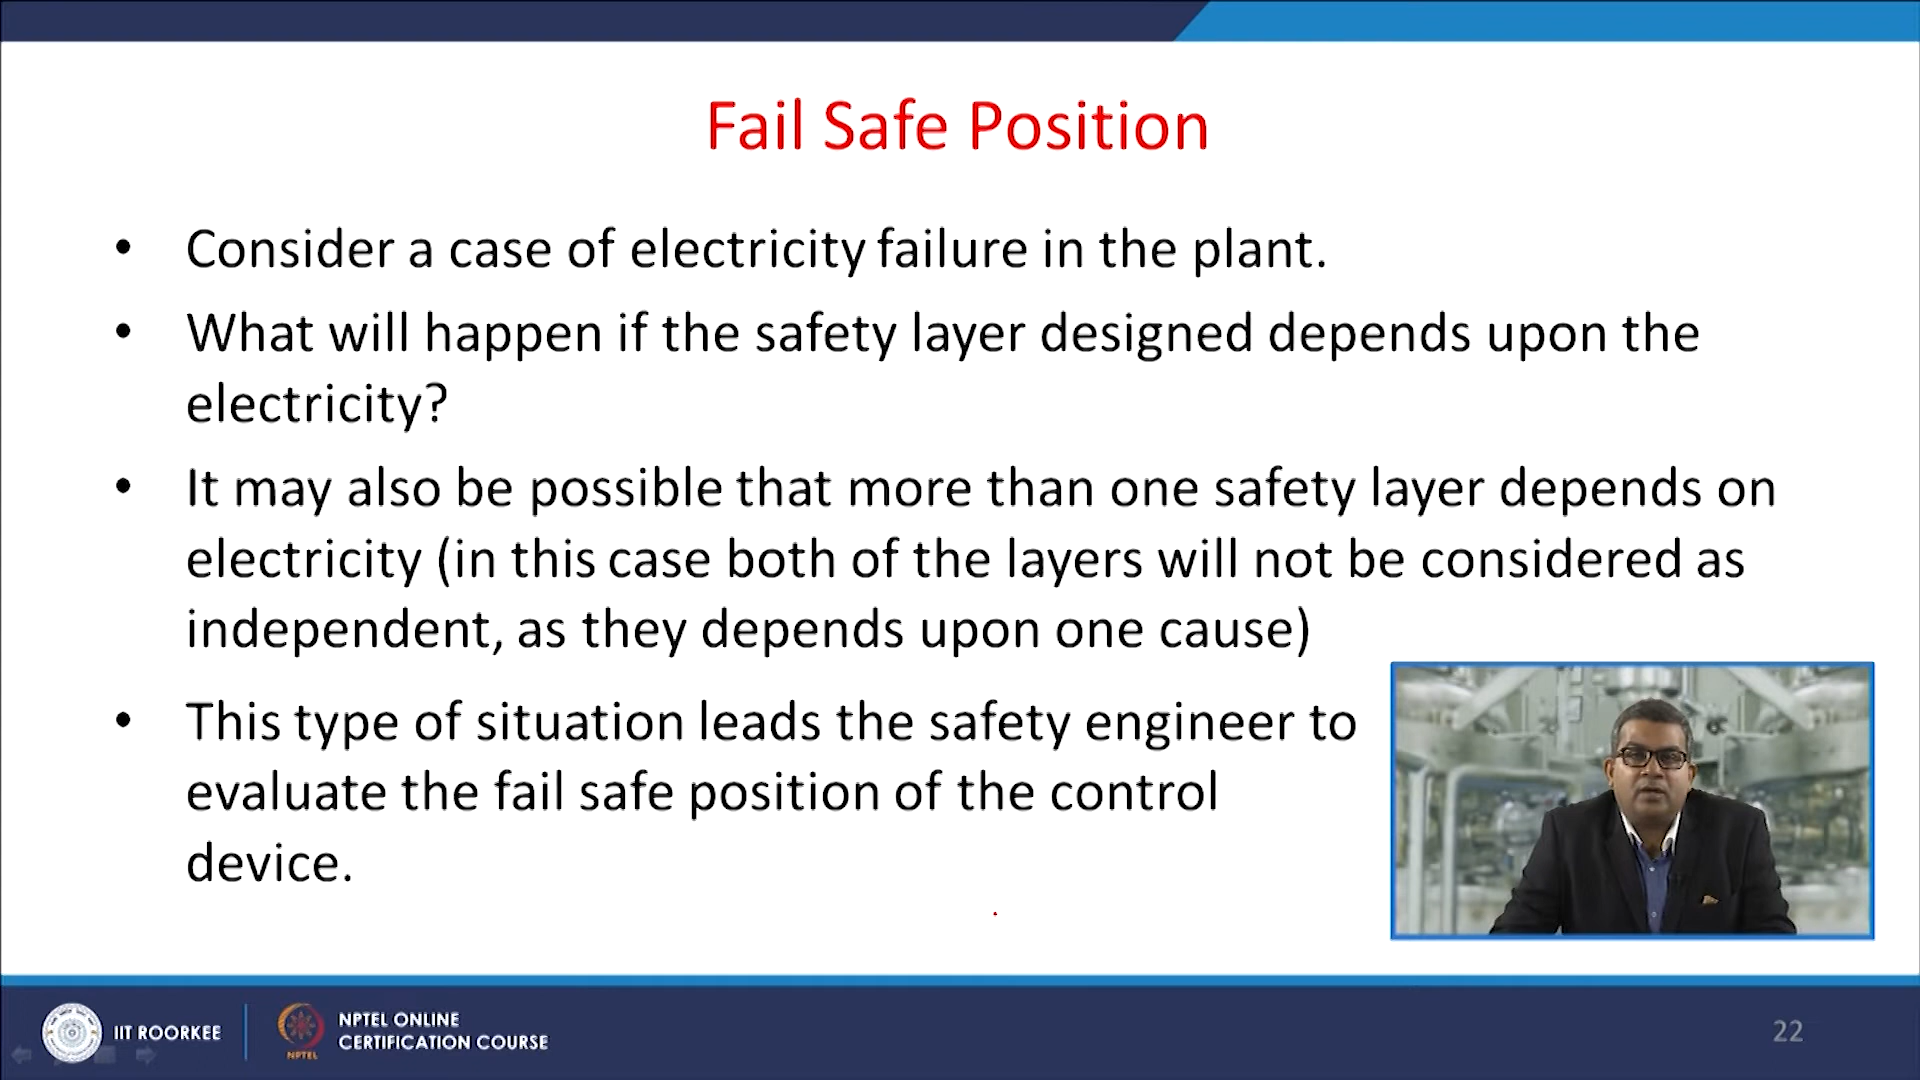 Fail Safe Position
• Consider a case of electricity failure in the plant.
• What will happen if the safety layer designed depends upon the
electricity?
• It may also be possible that more than one safety layer depends on
electricity (in this case both of the layers will not be considered as
independent, as they depends upon one cause)
• This type of situation leads the safety engineer to
evaluate the fail safe position of the control
device.
IIT ROORKEE
NPTEL
NPTEL ONLINE
CERTIFICATION COURSE
22